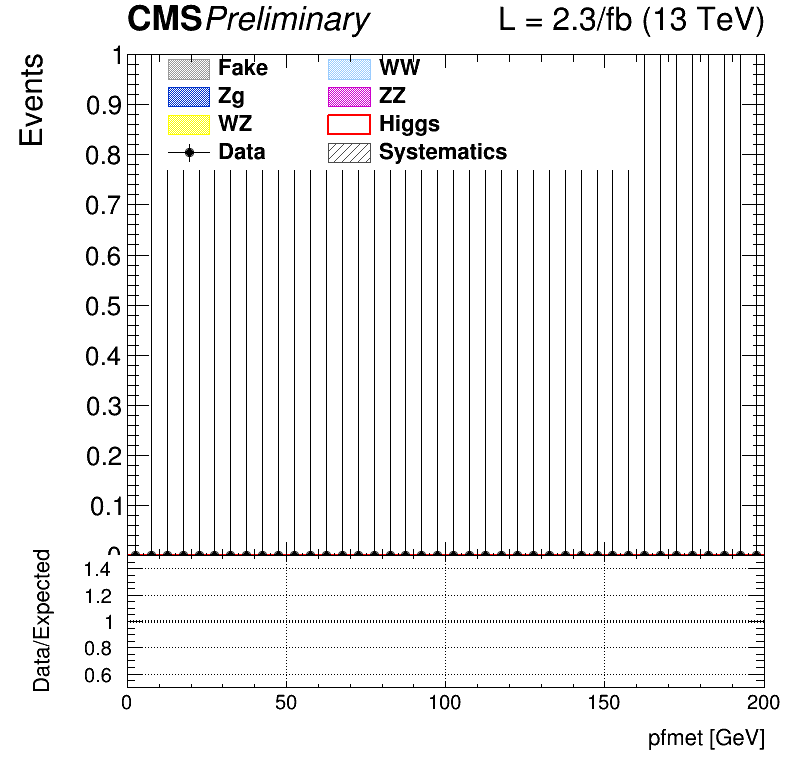 CMS Preliminary L = 2.3/fb (13 TeV)
Events
1
0.9
0.8
0.7
0.6
0.5
0.4
0.3
0.2
0.1
0
Fake WW
Zg ZZ
WZ Higgs
Data Systematics
Data/Expected
1.4
1.2
1
0.8
0.6
0 50 100 150 200
pfmet [GeV]